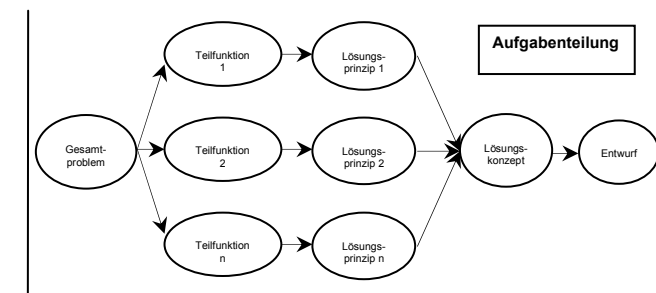 Aufgabenteilung
Teilfunktion
1
Lösungs-
prinzip 1
Gesamt-
problem
Teilfunktion
2
Lösungs-
prinzip 2
Lösungs-
konzept
Entwurf
Teilfunktion
n
Lösungs-
prinzip n